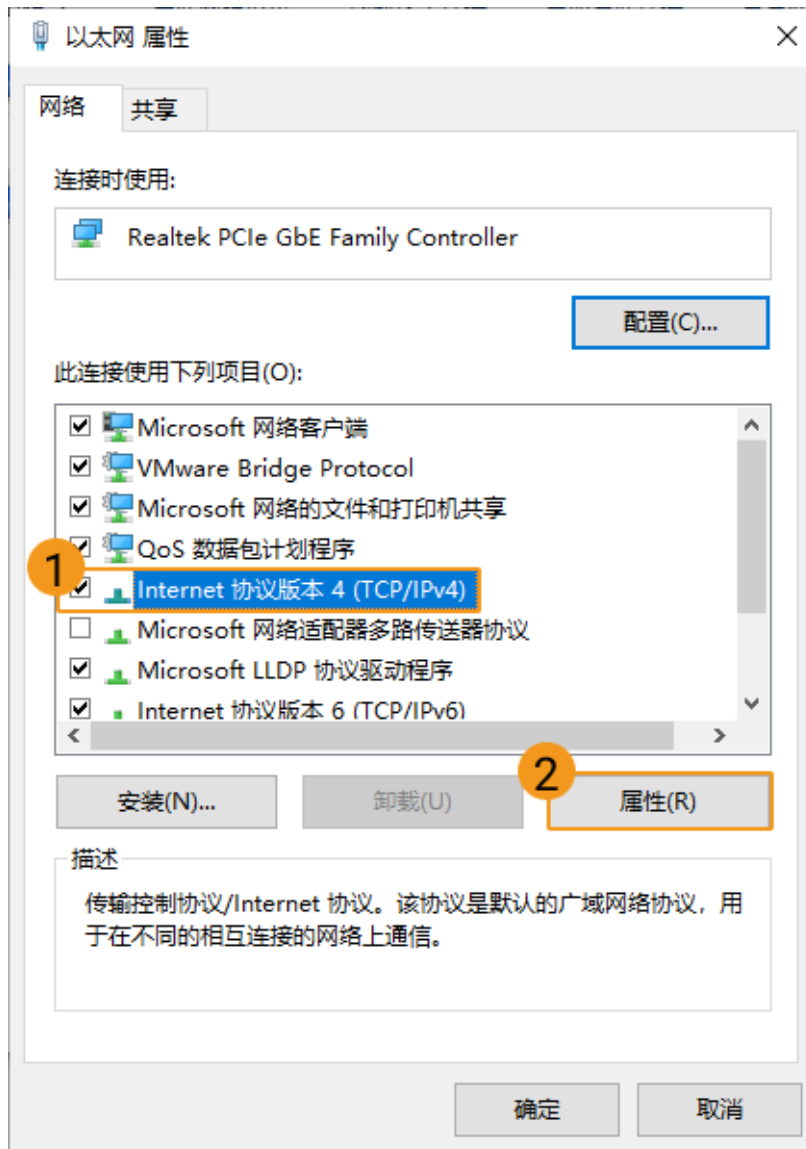 以太网 属性
网络
共享
连接时使用:
Realtek PCIe GbE Family Controller
配置(C)...
此连接使用下列项目(O):
Microsoft 网络客户端
VMware Bridge Protocol
Microsoft 网络的文件和打印机共享
QoS 数据包计划程序
1
Internet 协议版本 4 (TCP/IPv4)
Microsoft 网络适配器多路传送器协议
Microsoft LLDP 协议驱动程序
Internet 协议版本 6 (TCP/IPv6)
2
安装(N)...
卸载(U)
属性(R)
描述
传输控制协议/Internet 协议。该协议是默认的广域网络协议，用
于在不同的相互连接的网络上通信。
确定
取消